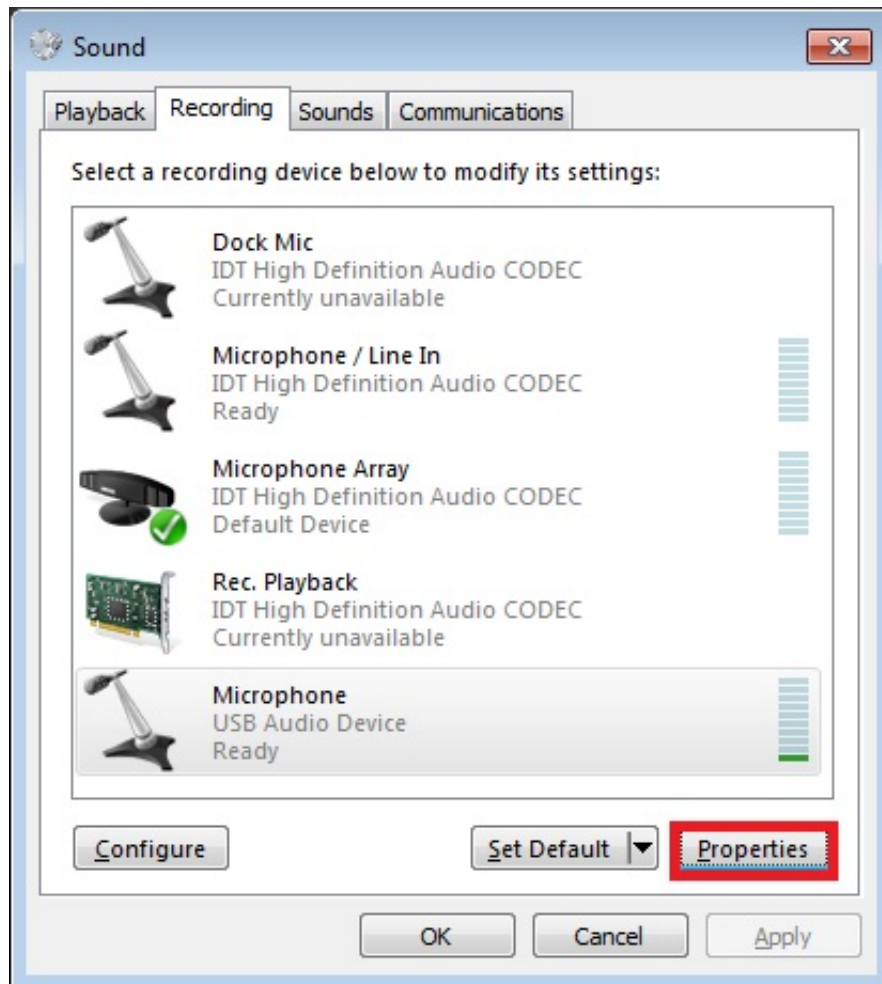 Sound
Playback Recording Sounds Communications
Select a recording device below to modify its settings:
Dock Mic
IDT High Definition Audio CODEC
Currently unavailable
Microphone / Line In
IDT High Definition Audio CODEC
Ready
Microphone Array
IDT High Definition Audio CODEC
Default Device
Rec. Playback
IDT High Definition Audio CODEC
Currently unavailable
Microphone
USB Audio Device
Ready
Configure Set Default Properties
OK Cancel Apply